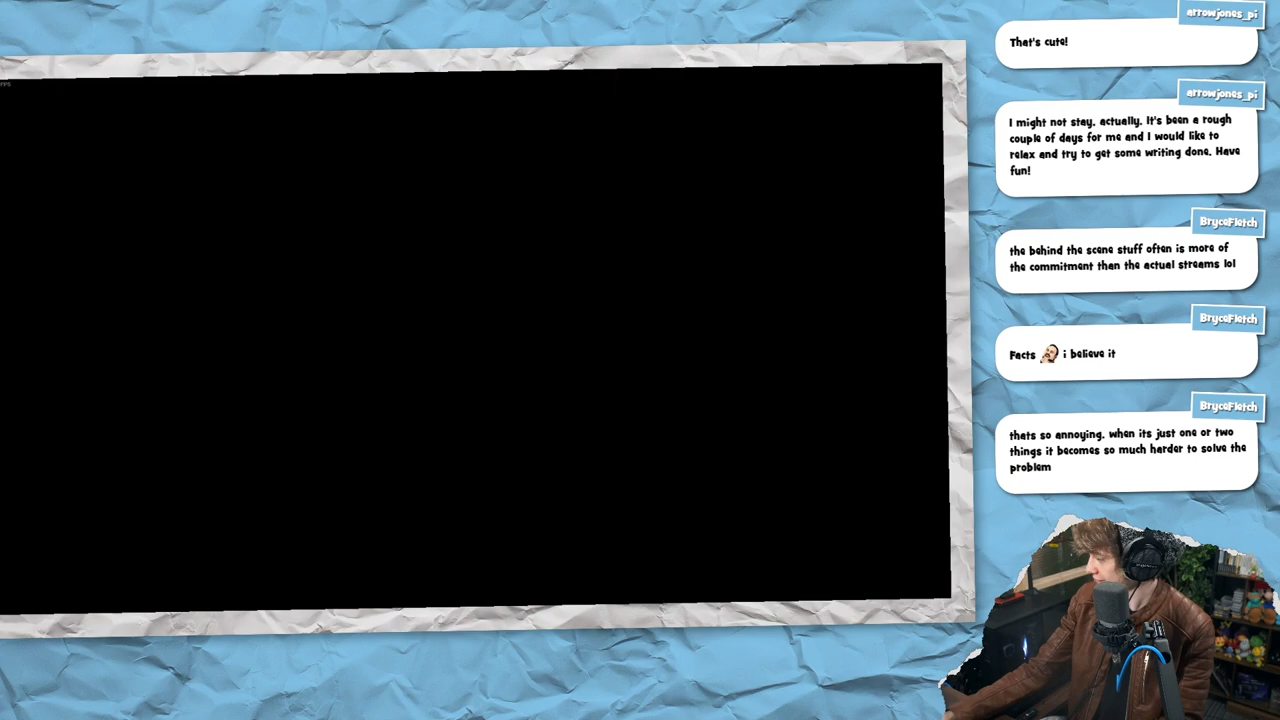 arrowjones_pi
That's cute!
arrowjones_pi
I might not stay, actually. It's been a rough
couple of days for me and I would like to
relax and try to get some writing done. Have
fun!
BryceFletch
the behind the scene stuff often is more of
the commitment than the actual streams lol
BryceFletch
Facts i believe it
BryceFletch
thats so annoying, when its just one or two
things it becomes so much harder to solve the
problem